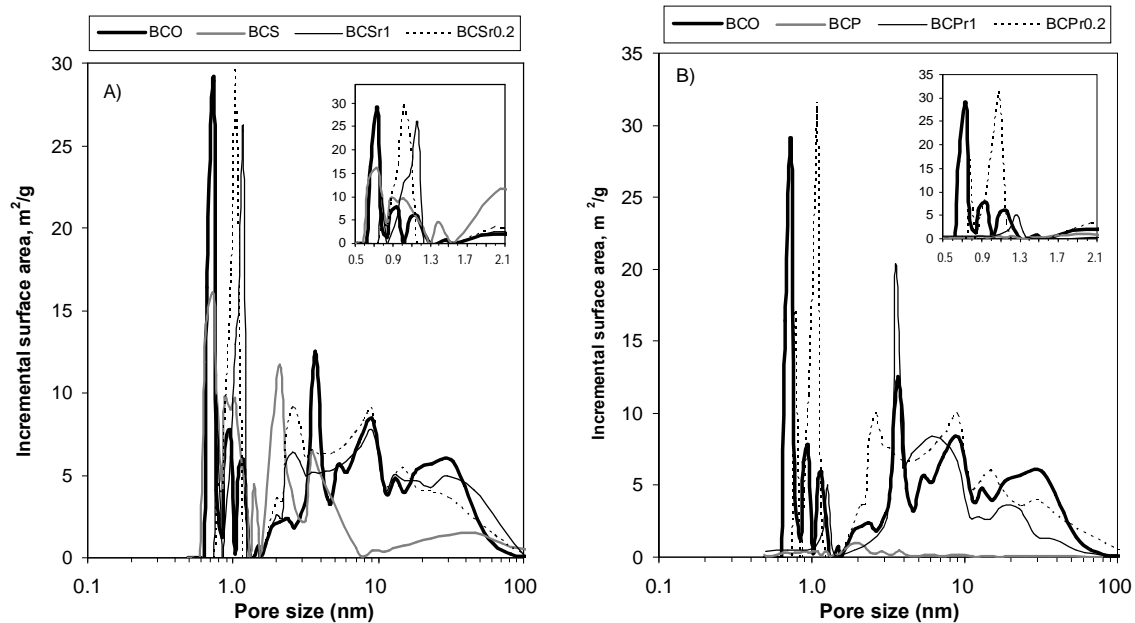 BCO BCS BCSr1 BCSr0.2
A)
Incremental surface area, m²/g
30
25
20
15
10
5
0
0.1 1.0 10 100
Pore size (nm)
30
25
20
15
10
5
0
0.5 0.9 1.3 1.7 2.1
BCO BCP BCPr1 BCPr0.2
B)
Incremental surface area, m²/g
35
30
25
20
15
10
5
0
0.1 1.0 10 100
Pore size (nm)
35
30
25
20
15
10
5
0
0.5 0.9 1.3 1.7 2.1